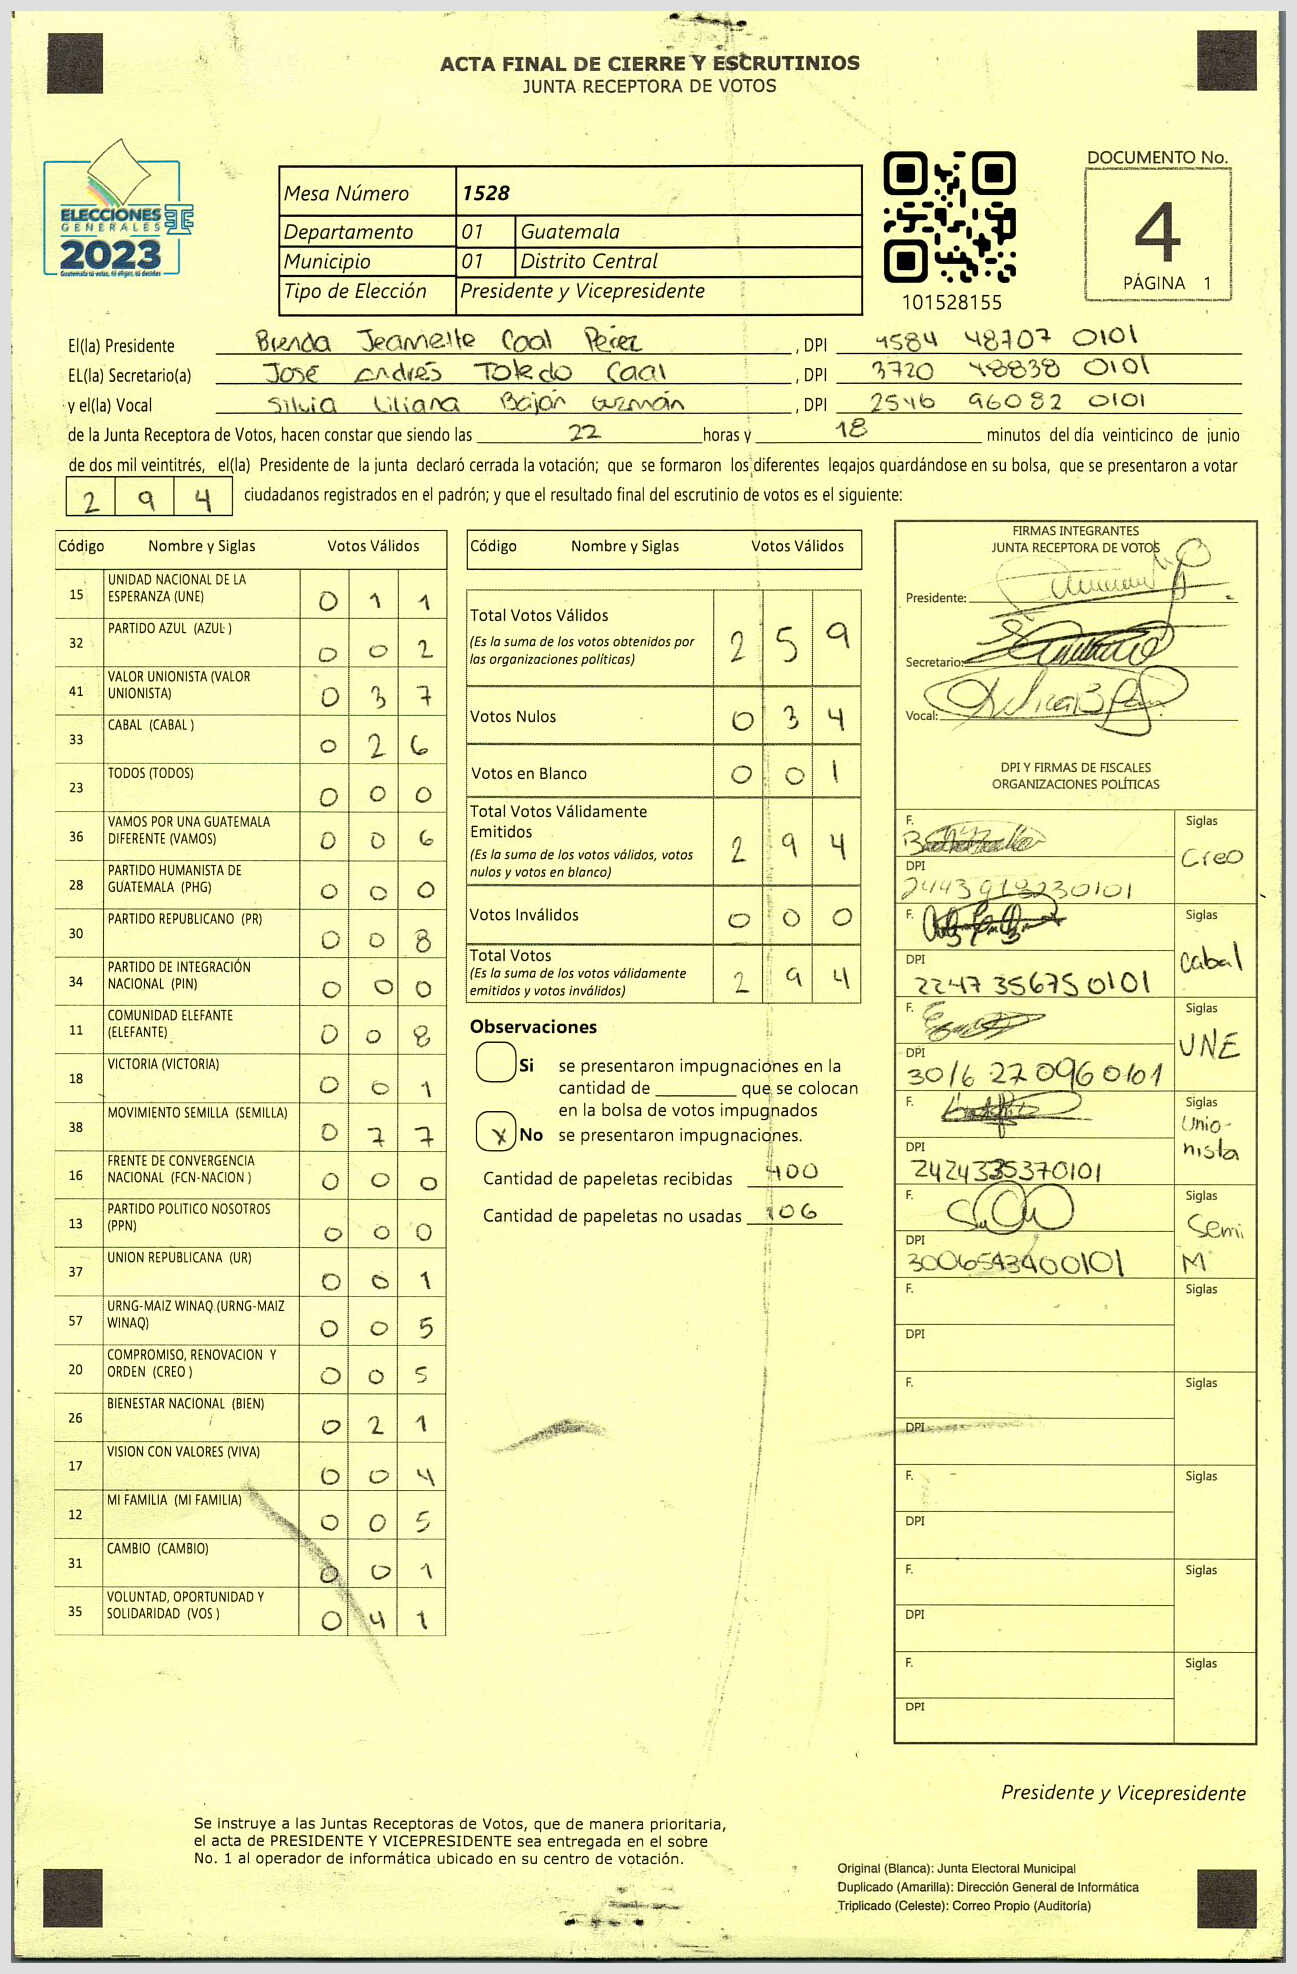 ACTA FINAL DE CIERRE Y ESCRUTINIOS
JUNTA RECEPTORA DE VOTOS
ELECCIONES
GENERALES
2023
Guatemala tú votas, tú eliges, tú decides
Mesa Número 1528
Departamento 01 Guatemala
Municipio 01 Distrito Central
Tipo de Elección Presidente y Vicepresidente
101528155
DOCUMENTO No.
4
PÁGINA 1
El(la) Presidente Brenda Jeannette Caal Pérez , DPI 4584 48707 0101
EL(la) Secretario(a) José Andrés Toledo Caal , DPI 3720 48838 0101
y el(la) Vocal Silvia Liliana Baján Guzmán , DPI 2546 96082 0101
de la Junta Receptora de Votos, hacen constar que siendo las 22 horas y 18 minutos del día veinticinco de junio
de dos mil veintitrés, el(la) Presidente de la junta declaró cerrada la votación; que se formaron los diferentes legajos guardándose en su bolsa, que se presentaron a votar
294 ciudadanos registrados en el padrón; y que el resultado final del escrutinio de votos es el siguiente:
Código Nombre y Siglas Votos Válidos
15 UNIDAD NACIONAL DE LA ESPERANZA (UNE) 0 1 1
32 PARTIDO AZUL (AZUL ) 0 0 2
41 VALOR UNIONISTA (VALOR UNIONISTA) 0 3 7
33 CABAL (CABAL ) 0 2 6
23 TODOS (TODOS) 0 0 0
36 VAMOS POR UNA GUATEMALA DIFERENTE (VAMOS) 0 0 6
28 PARTIDO HUMANISTA DE GUATEMALA (PHG) 0 0 0
30 PARTIDO REPUBLICANO (PR) 0 0 8
34 PARTIDO DE INTEGRACIÓN NACIONAL (PIN) 0 0 0
11 COMUNIDAD ELEFANTE (ELEFANTE) 0 0 8
18 VICTORIA (VICTORIA) 0 0 1
38 MOVIMIENTO SEMILLA (SEMILLA) 0 7 7
16 FRENTE DE CONVERGENCIA NACIONAL (FCN-NACION ) 0 0 0
13 PARTIDO POLITICO NOSOTROS (PPN) 0 0 0
37 UNION REPUBLICANA (UR) 0 0 1
57 URNG-MAIZ WINAQ (URNG-MAIZ WINAQ) 0 0 5
20 COMPROMISO, RENOVACION Y ORDEN (CREO ) 0 0 5
26 BIENESTAR NACIONAL (BIEN) 0 2 1
17 VISION CON VALORES (VIVA) 0 0 4
12 MI FAMILIA (MI FAMILIA) 0 0 5
31 CAMBIO (CAMBIO) 0 0 1
35 VOLUNTAD, OPORTUNIDAD Y SOLIDARIDAD (VOS ) 0 4 1
Código Nombre y Siglas Votos Válidos
Total Votos Válidos 2 5 9
(Es la suma de los votos obtenidos por
las organizaciones políticas)
Votos Nulos 0 3 4
Votos en Blanco 0 0 1
Total Votos Válidamente
Emitidos 2 9 4
(Es la suma de los votos válidos, votos
nulos y votos en blanco)
Votos Inválidos 0 0 0
Total Votos 2 9 4
(Es la suma de los votos válidamente
emitidos y votos inválidos)
Observaciones
Si se presentaron impugnaciones en la
cantidad de ________ que se colocan
en la bolsa de votos impugnados
X No se presentaron impugnaciones.
Cantidad de papeletas recibidas 400
Cantidad de papeletas no usadas 106
FIRMAS INTEGRANTES
JUNTA RECEPTORA DE VOTOS
Presidente:
Secretario:
Vocal:
DPI Y FIRMAS DE FISCALES
ORGANIZACIONES POLÍTICAS
F. Siglas
Creo
DPI
F. Siglas
Cabal
DPI
2247 35675 0101
F. Siglas
UNE
DPI
3016 22 096 0101
F. Siglas
Unio-
nista
DPI
2424335370101
F. Siglas
Semi
M
DPI
3006543400101
F. Siglas
DPI
F. Siglas
DPI
F. Siglas
DPI
F. Siglas
DPI
F. Siglas
DPI
Presidente y Vicepresidente
Se instruye a las Juntas Receptoras de Votos, que de manera prioritaria,
el acta de PRESIDENTE Y VICEPRESIDENTE sea entregada en el sobre
No. 1 al operador de informática ubicado en su centro de votación.
Original (Blanca): Junta Electoral Municipal
Duplicado (Amarilla): Dirección General de Informática
Triplicado (Celeste): Correo Propio (Auditoría)